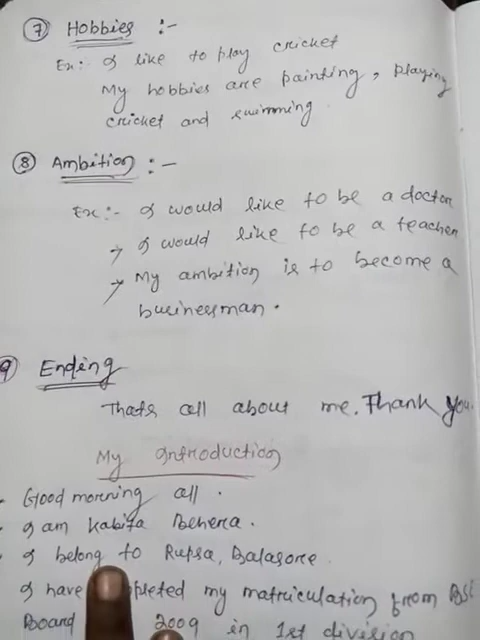 ⑦ Hobbies :-
Ex:- I like to play cricket
My hobbies are painting, playing
cricket and swimming.
⑧ Ambition :-
Ex:- I would like to be a doctor
→ I would like to be a teacher
→ My ambition is to become a
businessman.
9 Ending
Thats all about me. Thank you.
My Introduction
- Good morning all.
- I am Kabita Behera.
- I belong to Rupsa, Balasore.
I have my matriculation from BSE
Board 2009 in 1st division